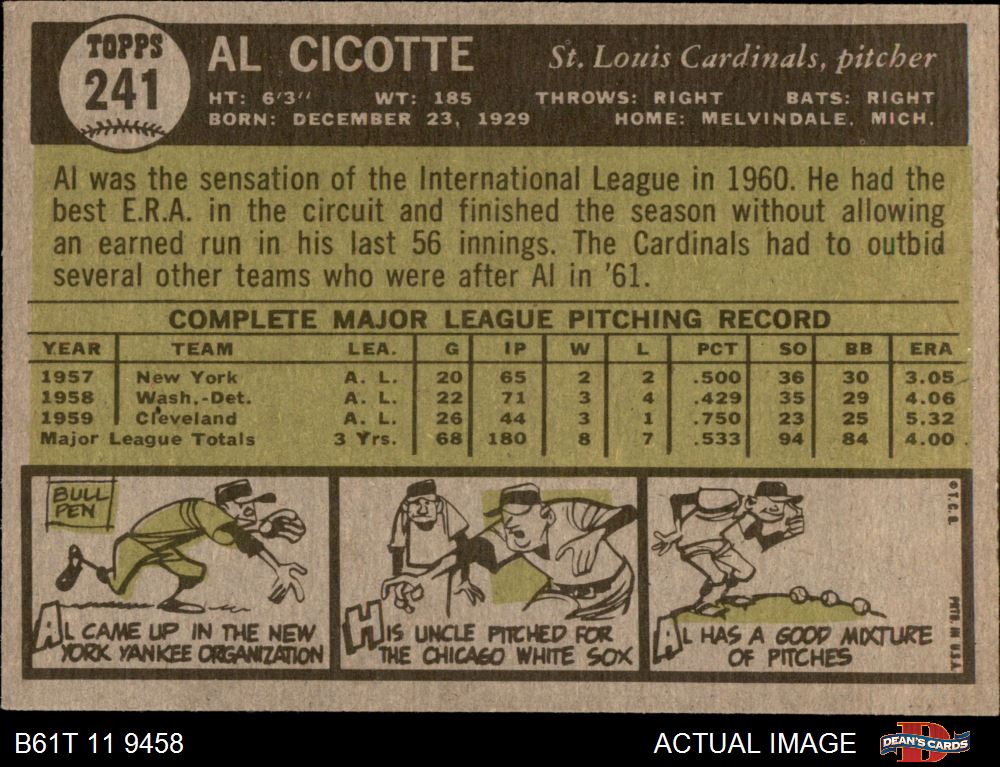 TOPPS
241
AL CICOTTE
St. Louis Cardinals, pitcher
HT: 6'3" WT: 185 THROWS: RIGHT BATS: RIGHT
BORN: DECEMBER 23, 1929 HOME: MELVINDALE, MICH.
Al was the sensation of the International League in 1960. He had the
best E.R.A. in the circuit and finished the season without allowing
an earned run in his last 56 innings. The Cardinals had to outbid
several other teams who were after Al in '61.
COMPLETE MAJOR LEAGUE PITCHING RECORD
YEAR TEAM LEA. G IP W L PCT SO BB ERA
1957 New York A. L. 20 65 2 2 .500 36 30 3.05
1958 Wash.-Det. A. L. 22 71 3 4 .429 35 29 4.06
1959 Cleveland A. L. 26 44 3 1 .750 23 25 5.32
Major League Totals 3 Yrs. 68 180 8 7 .533 94 84 4.00
BULL
PEN
AL CAME UP IN THE NEW
YORK YANKEE ORGANIZATION
HIS UNCLE PITCHED FOR
THE CHICAGO WHITE SOX
AL HAS A GOOD MIXTURE
OF PITCHES
© T. C. G.
PRTD. IN U.S.A.
B61T 11 9458
ACTUAL IMAGE
D
DEAN'S CARDS